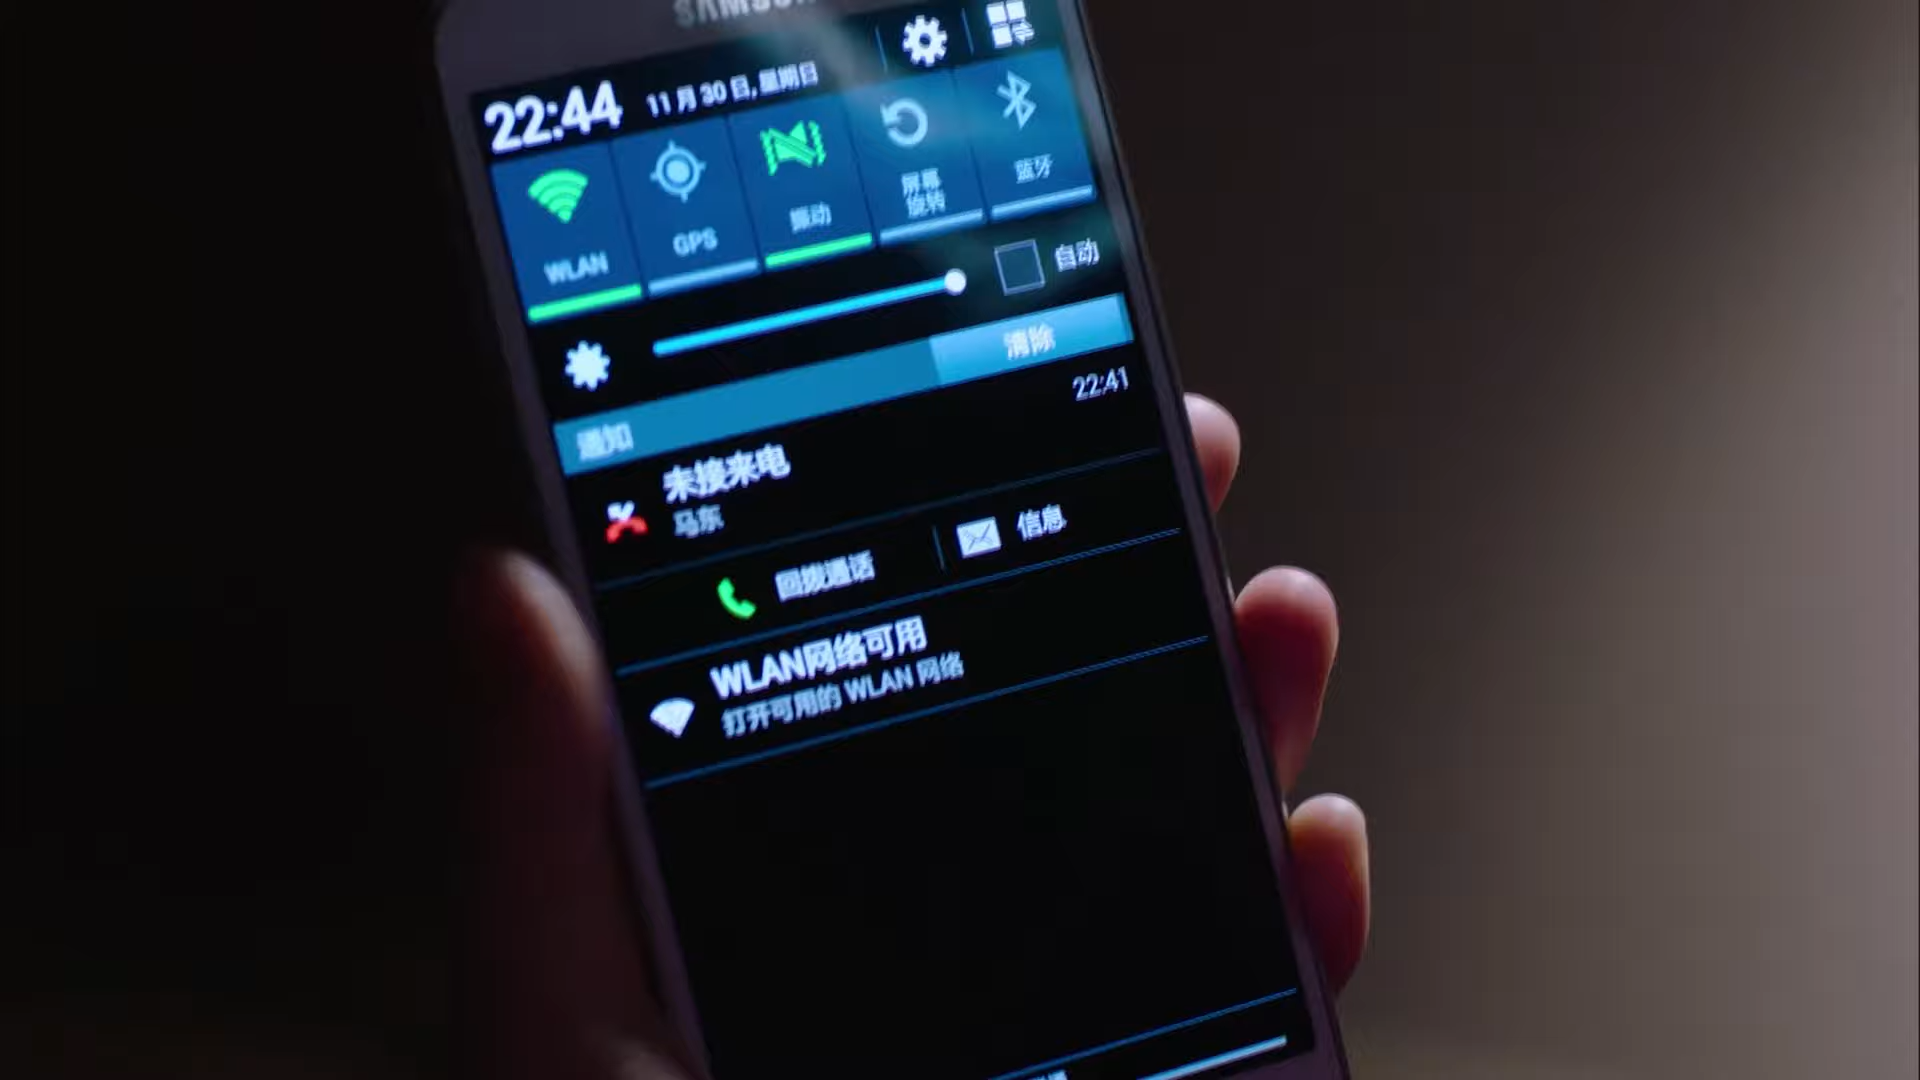 SAMSUNG
22:44 11月30日,星期日
WLAN GPS 振动 屏幕旋转 蓝牙
自动
通知 清除
未接来电 22:41
马东
回拨通话 信息
WLAN网络可用
打开可用的 WLAN 网络